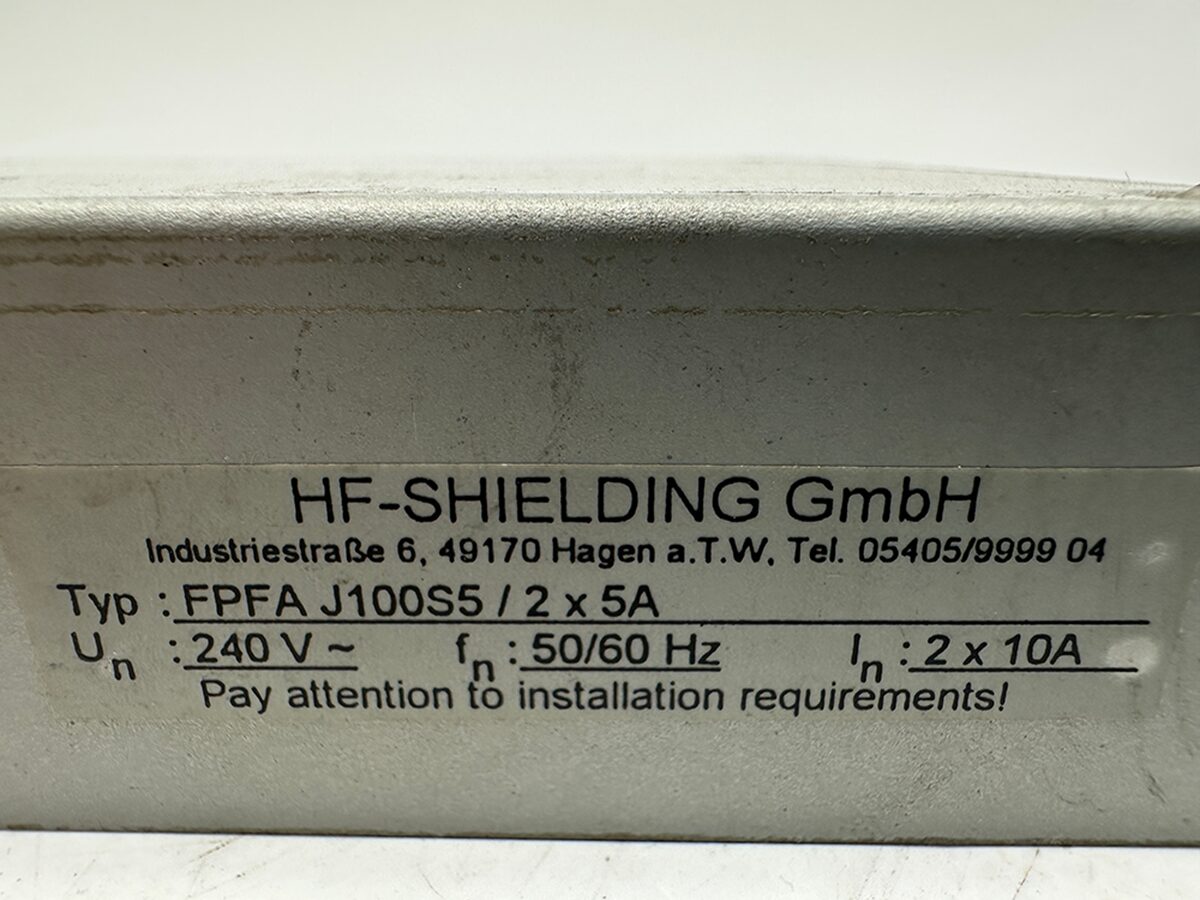 HF-SHIELDING GmbH
Industriestraße 6, 49170 Hagen a.T.W, Tel. 05405/9999 04
Typ : FPFA J100S5 / 2 x 5A
Un : 240 V ~ fn : 50/60 Hz In : 2 x 10A
Pay attention to installation requirements!